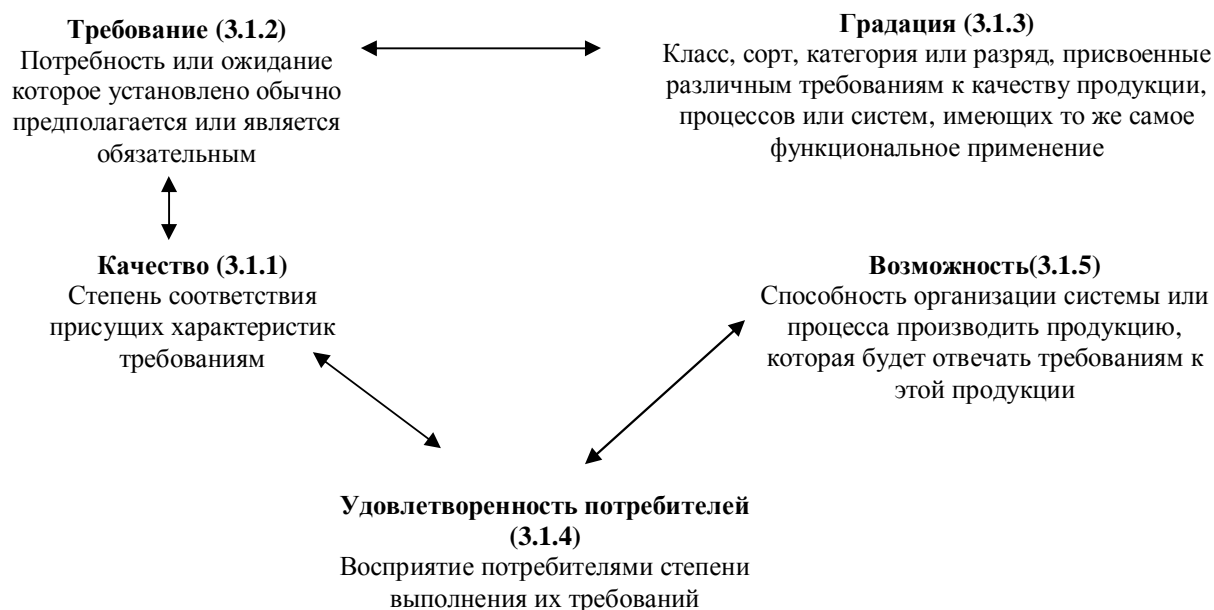 Требование (3.1.2)
Потребность или ожидание
которое установлено обычно
предполагается или является
обязательным
Градация (3.1.3)
Класс, сорт, категория или разряд, присвоенные
различным требованиям к качеству продукции,
процессов или систем, имеющих то же самое
функциональное применение
Качество (3.1.1)
Степень соответствия
присущих характеристик
требованиям
Возможность(3.1.5)
Способность организации системы или
процесса производить продукцию,
которая будет отвечать требованиям к
этой продукции
Удовлетворенность потребителей
(3.1.4)
Восприятие потребителями степени
выполнения их требований